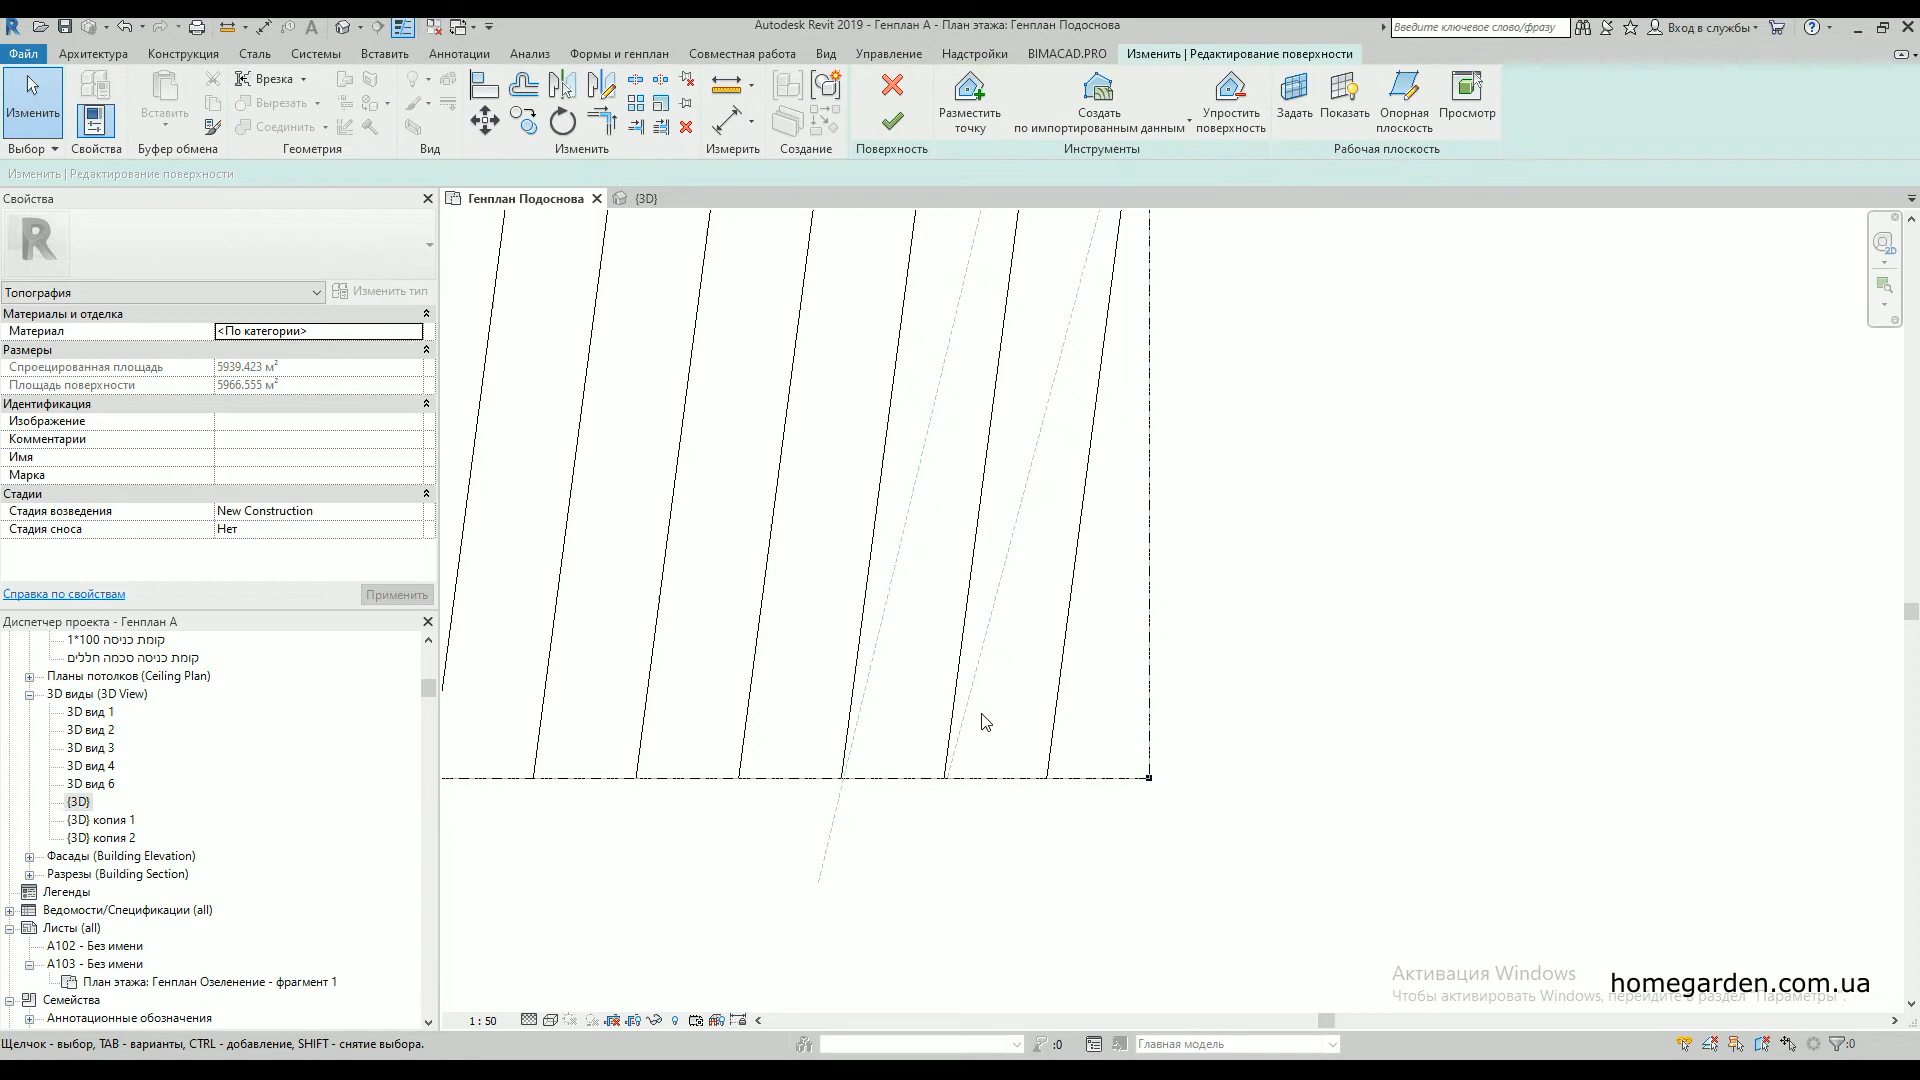 Autodesk Revit 2019 - Генплан А - План этажа: Генплан Подоснова
Введите ключевое слово/фразу
Вход в службы
Файл
Архитектура
Конструкция
Сталь
Системы
Вставить
Аннотации
Анализ
Формы и генплан
Совместная работа
Вид
Управление
Надстройки
BIMACAD.PRO
Изменить | Редактирование поверхности
Изменить
Вставить
Врезка
Вырезать
Соединить
Разместить
точку
Создать
по импортированным данным
Упростить
поверхность
Задать
Показать
Опорная
плоскость
Просмотр
Выбор
Свойства
Буфер обмена
Геометрия
Вид
Изменить
Измерить
Создание
Поверхность
Инструменты
Рабочая плоскость
Изменить | Редактирование поверхности
Свойства
Генплан Подоснова
{3D}
R
Топография
Изменить тип
Материалы и отделка
Материал
<По категории>
Размеры
Спроецированная площадь
5939.423 м²
Площадь поверхности
5966.555 м²
Идентификация
Изображение
Комментарии
Имя
Марка
Стадии
Стадия возведения
New Construction
Стадия сноса
Нет
Справка по свойствам
Применить
Диспетчер проекта - Генплан А
קומת כניסה 100*1
קומת כניסה סכמה חללים
Планы потолков (Ceiling Plan)
3D виды (3D View)
3D вид 1
3D вид 2
3D вид 3
3D вид 4
3D вид 6
{3D}
{3D} копия 1
{3D} копия 2
Фасады (Building Elevation)
Разрезы (Building Section)
Легенды
Ведомости/Спецификации (all)
Листы (all)
A102 - Без имени
A103 - Без имени
План этажа: Генплан Озеленение - фрагмент 1
Семейства
Аннотационные обозначения
Активация Windows
Чтобы активировать Windows, перейдите в раздел "Параметры".
homegarden.com.ua
1 : 50
Щелчок - выбор, TAB - варианты, CTRL - добавление, SHIFT - снятие выбора.
:0
Главная модель
:0